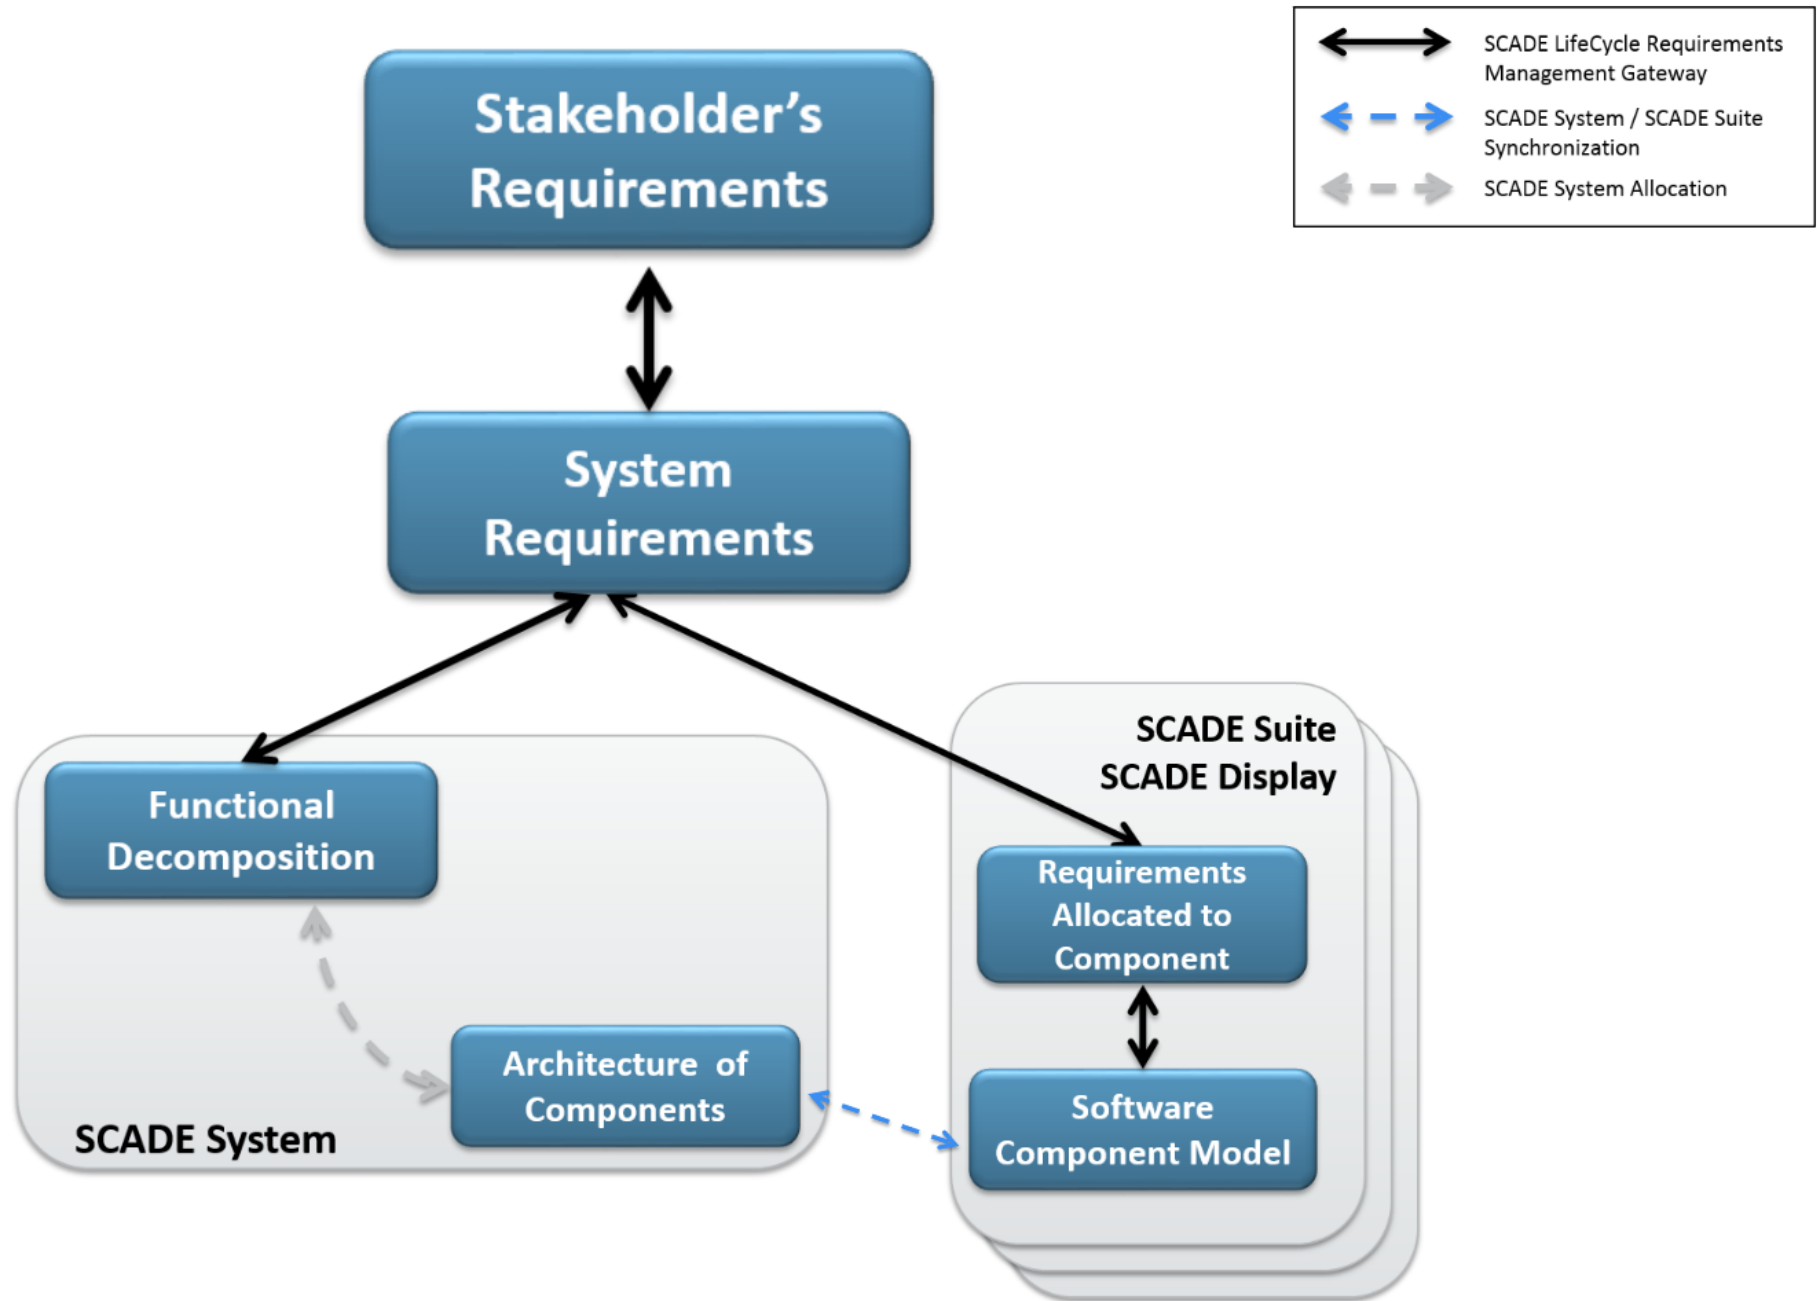 Stakeholder’s
Requirements
SCADE LifeCycle Requirements
Management Gateway
SCADE System / SCADE Suite
Synchronization
SCADE System Allocation
System
Requirements
Functional
Decomposition
Architecture of
Components
SCADE System
SCADE Suite
SCADE Display
Requirements
Allocated to
Component
Software
Component Model